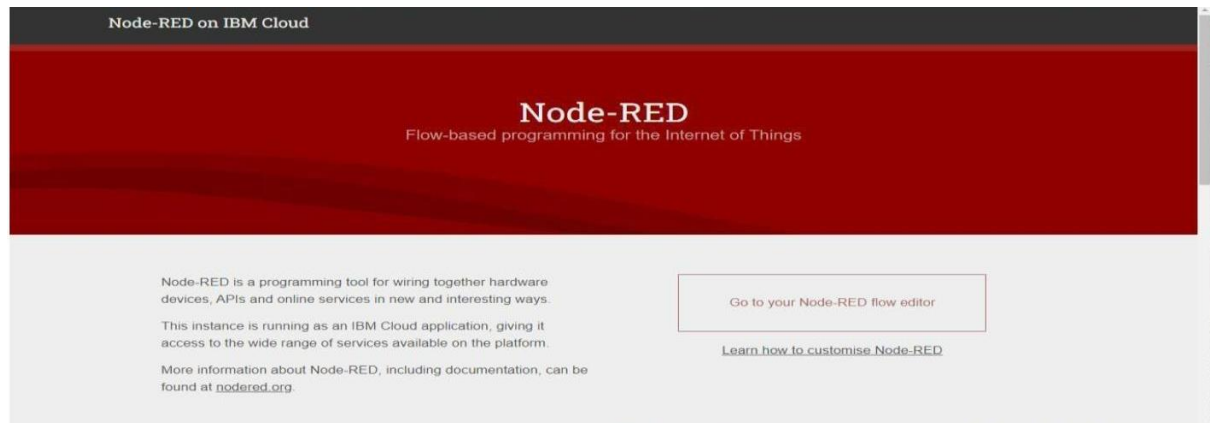 Node-RED on IBM Cloud
Node-RED
Flow-based programming for the Internet of Things
Node-RED is a programming tool for wiring together hardware
devices, APIs and online services in new and interesting ways.
This instance is running as an IBM Cloud application, giving it
access to the wide range of services available on the platform.
More information about Node-RED, including documentation, can be
found at nodered.org.
Go to your Node-RED flow editor
Learn how to customise Node-RED